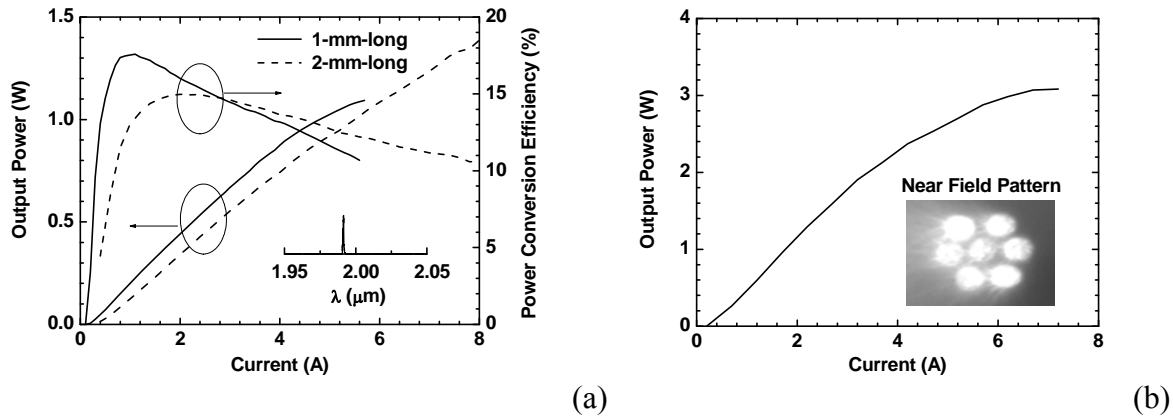 1.5
1.0
0.5
0.0
Output Power (W)
20
15
10
5
0
Power Conversion Efficiency (%)
1-mm-long
2-mm-long
1.95 2.00 2.05
λ (μm)
0 2 4 6 8
Current (A)
(a)
4
3
2
1
0
Output Power (W)
Near Field Pattern
0 2 4 6 8
Current (A)
(b)